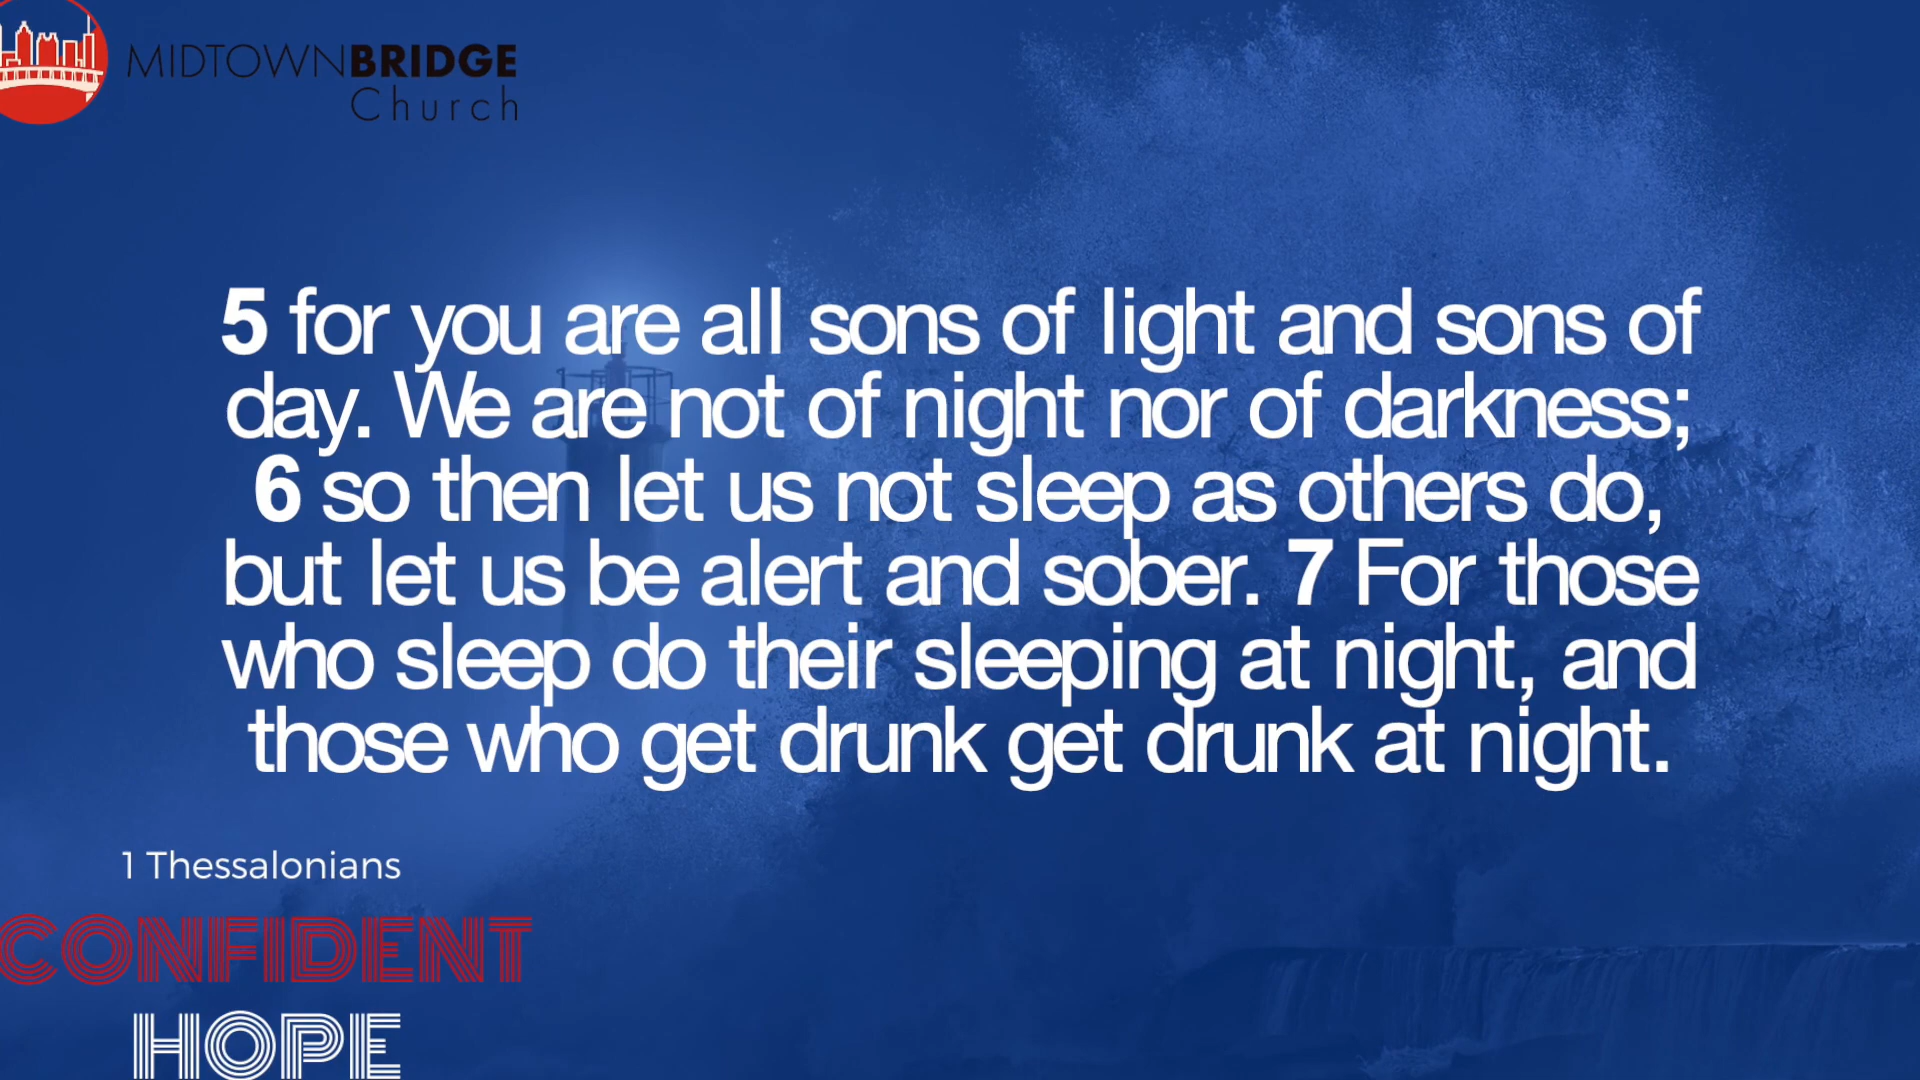 MIDTOWNBRIDGE
Church
5 for you are all sons of light and sons of
day. We are not of night nor of darkness;
6 so then let us not sleep as others do,
but let us be alert and sober. 7 For those
who sleep do their sleeping at night, and
those who get drunk get drunk at night.
1 Thessalonians
CONFIDENT
HOPE